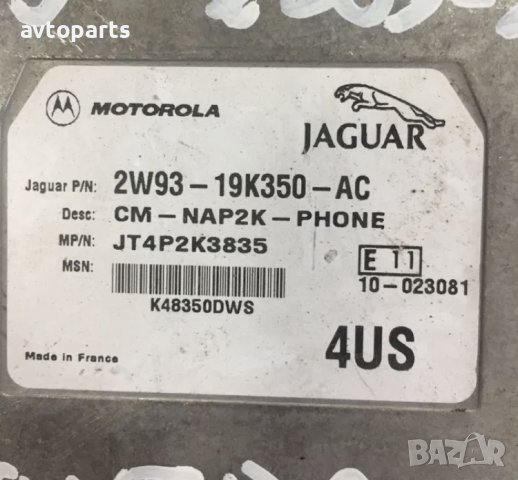 avtoparts
MOTOROLA
JAGUAR
Jaguar P/N: 2W93-19K350-AC
Desc: CM-NAP2K-PHONE
MP/N: JT4P2K3835
MSN:
K48350DWS
E 11
10-023081
4US
Made in France
BAZAR